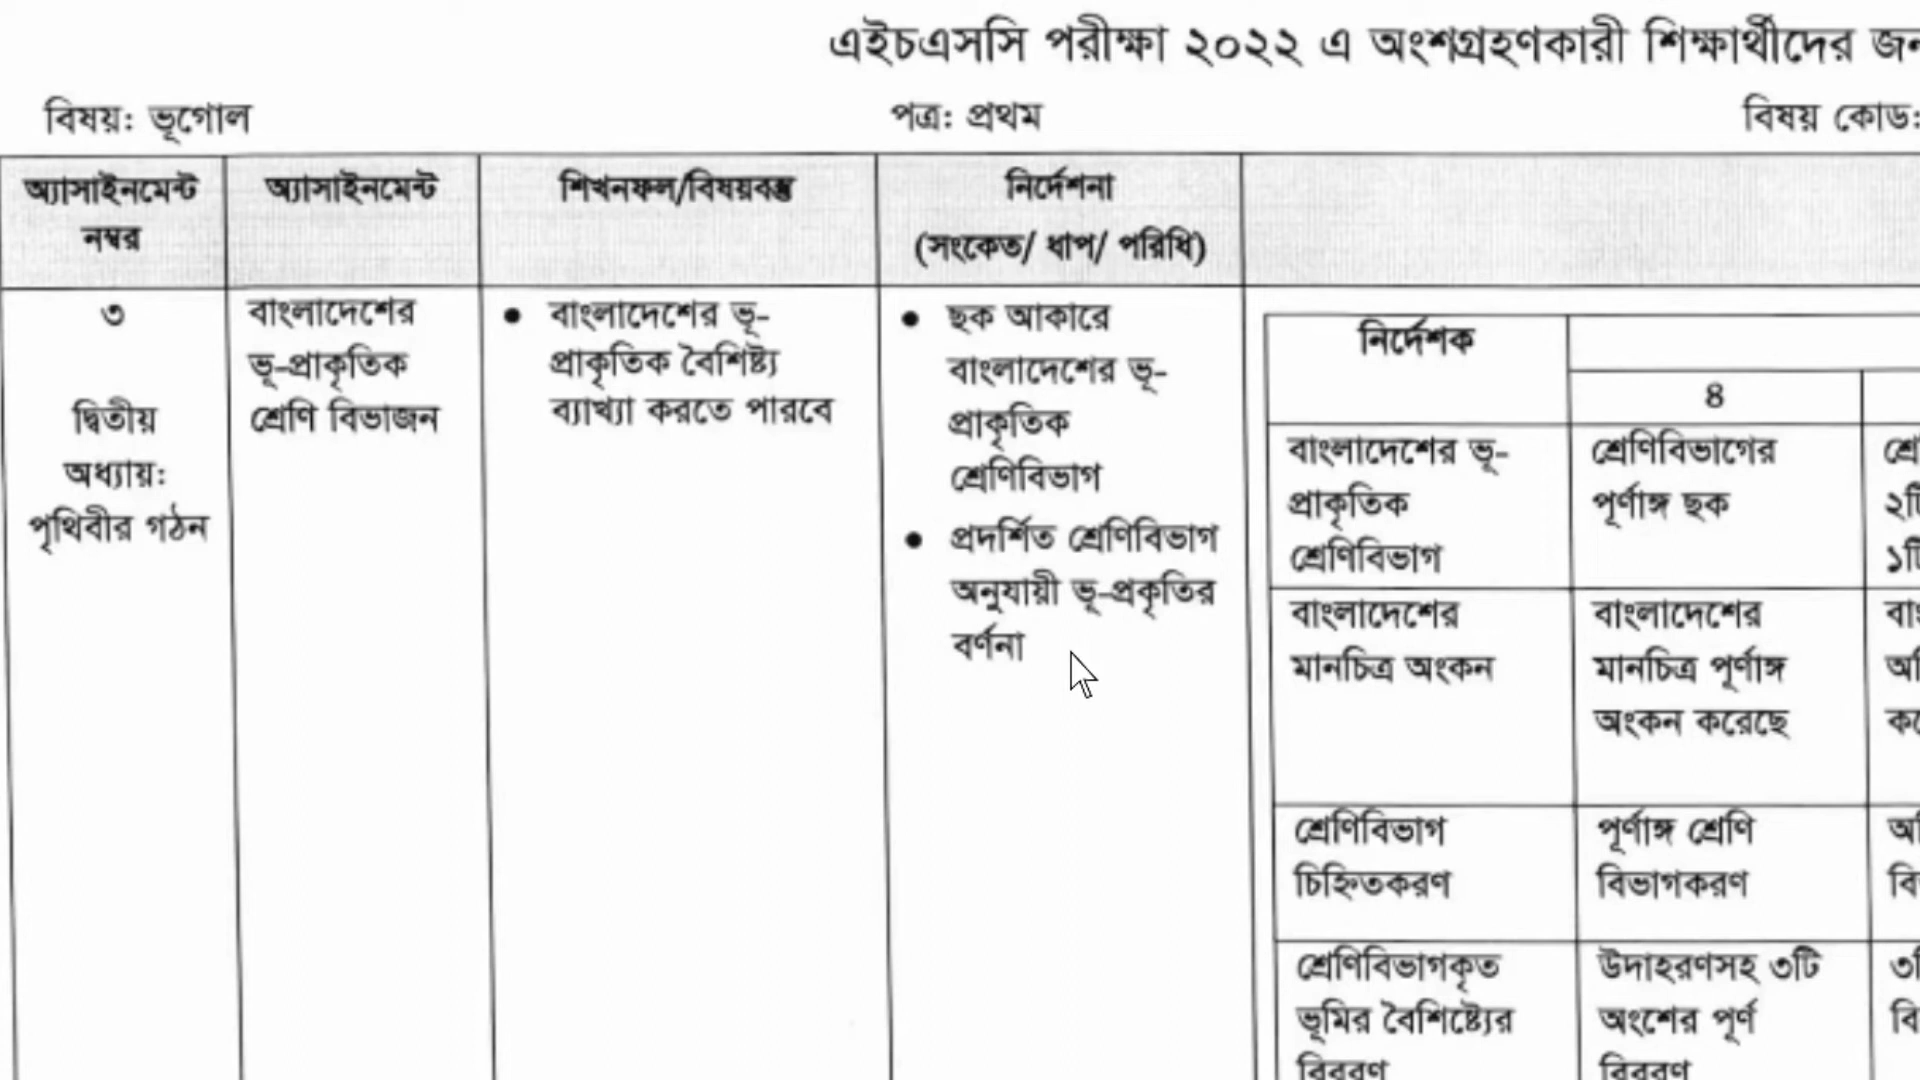 এইচএসসি পরীক্ষা ২০২২ এ অংশগ্রহণকারী শিক্ষার্থীদের
বিষয়: ভূগোল
পত্র: প্রথম
বিষয় কোড:
অ্যাসাইনমেন্ট
নম্বর
অ্যাসাইনমেন্ট
শিখনফল/বিষয়বস্তু
নির্দেশনা
(সংকেত/ ধাপ/ পরিধি)
৩
দ্বিতীয়
অধ্যায়:
পৃথিবীর গঠন
বাংলাদেশের
ভূ-প্রাকৃতিক
শ্রেণি বিভাজন
● বাংলাদেশের ভূ-
প্রাকৃতিক বৈশিষ্ট্য
ব্যাখ্যা করতে পারবে
● ছক আকারে
বাংলাদেশের ভূ-
প্রাকৃতিক
শ্রেণিবিভাগ
● প্রদর্শিত শ্রেণিবিভাগ
অনুযায়ী ভূ-প্রকৃতির
বর্ণনা
নির্দেশক
৪
বাংলাদেশের ভূ-
প্রাকৃতিক
শ্রেণিবিভাগ
শ্রেণিবিভাগের
পূর্ণাঙ্গ ছক
বাংলাদেশের
মানচিত্র অংকন
বাংলাদেশের
মানচিত্র পূর্ণাঙ্গ
অংকন করেছে
শ্রেণিবিভাগ
চিহ্নিতকরণ
পূর্ণাঙ্গ শ্রেণি
বিভাগকরণ
শ্রেণিবিভাগকৃত
ভূমির বৈশিষ্ট্যের
বিবরণ
উদাহরণসহ ৩টি
অংশের পূর্ণ
বিবরণ